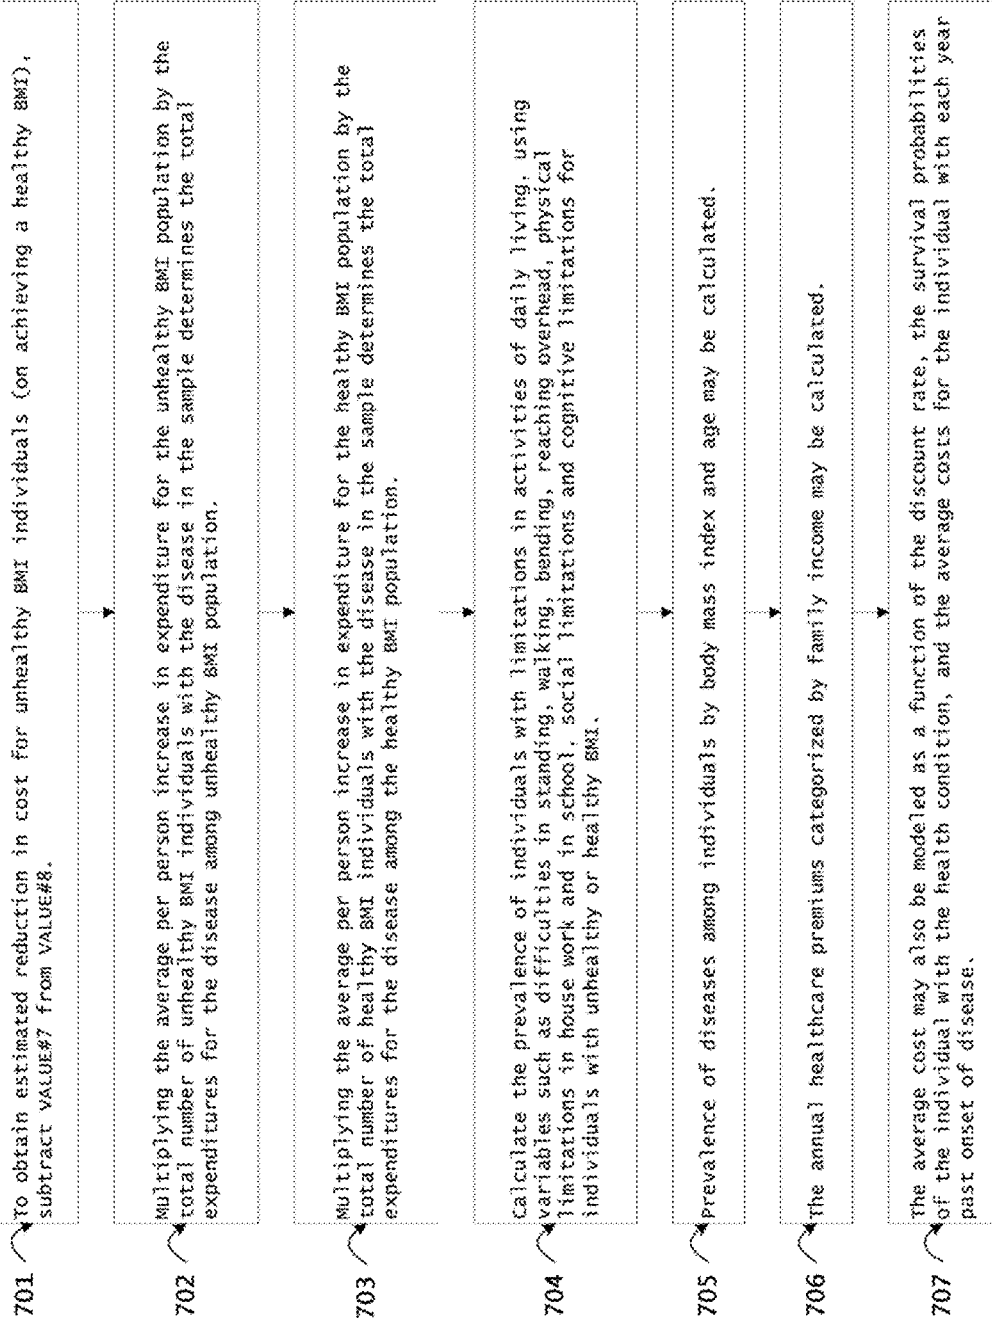 701
To obtain estimated reduction in cost for unhealthy BMI individuals (on achieving a healthy BMI),
subtract VALUE#7 from VALUE#8.
702
Multiplying the average per person increase in expenditure for the unhealthy BMI population by the
total number of unhealthy BMI individuals with the disease in the sample determines the total
expenditures for the disease among unhealthy BMI population.
703
Multiplying the average per person increase in expenditure for the healthy BMI population by the
total number of healthy BMI individuals with the disease in the sample determines the total
expenditures for the disease among the healthy BMI population.
704
Calculate the prevalence of individuals with limitations in activities of daily living, using
variables such as difficulties in standing, walking, bending, reaching overhead, physical
limitations in house work and in school, social limitations and cognitive limitations for
individuals with unhealthy or healthy BMI.
705
Prevalence of diseases among individuals by body mass index and age may be calculated.
706
The annual healthcare premiums categorized by family income may be calculated.
707
The average cost may also be modeled as a function of the discount rate, the survival probabilities
of the individual with the health condition, and the average costs for the individual with each year
past onset of disease.